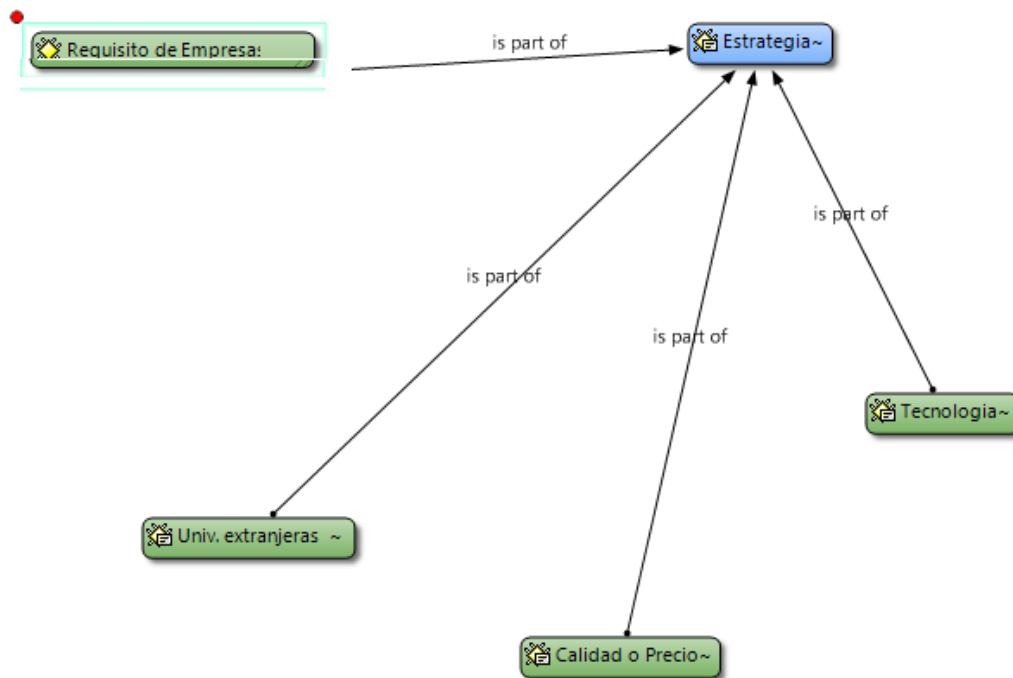 Requisito de Empresas
is part of
Estrategia~
is part of
is part of
is part of
Tecnologia~
Univ. extranjeras ~
Calidad o Precio~